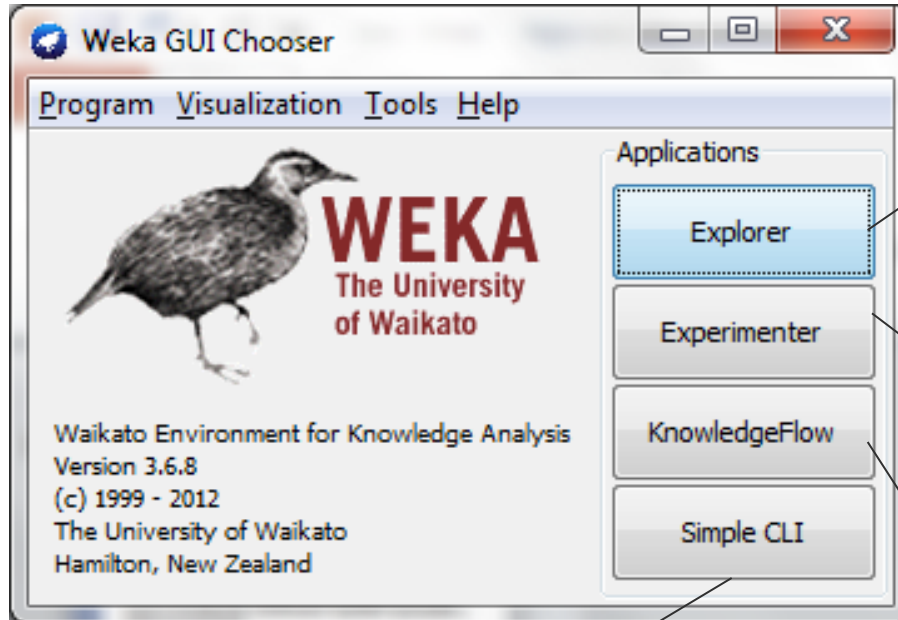 Weka GUI Chooser
Program Visualization Tools Help
WEKA
The University
of Waikato
Waikato Environment for Knowledge Analysis
Version 3.6.8
(c) 1999 - 2012
The University of Waikato
Hamilton, New Zealand
Applications
Explorer
Experimenter
KnowledgeFlow
Simple CLI